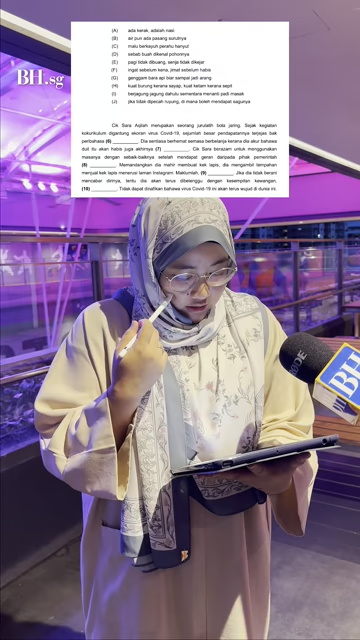 (A) ada kerak, adalah nasi
(B) air pun ada pasang surutnya
(C) malu berkayuh perahu hanyut
(D) sebab buah dikenal pohonnya
(E) pagi tidak dibuang, senja tidak dikejar
(F) ingat sebelum kena, jimat sebelum habis
(G) genggam bara api biar sampai jadi arang
(H) kuat burung kerana sayap, kuat ketam kerana sepit
(I) berjagung-jagung dahulu sementara menanti padi masak
(J) jika tidak dipecah ruyung, di mana boleh mendapat sagunya
Cik Sara Aqilah merupakan seorang jurulatih bola jaring. Sejak kegiatan
kokurikulum digantung ekoran virus Covid-19, sejumlah besar pendapatannya terjejas bak
peribahasa (6) __________. Dia sentiasa berhemat semasa berbelanja kerana dia akur bahawa
duit itu akan habis juga akhirnya (7) __________. Cik Sara berazam untuk menggunakan
masanya dengan sebaik-baiknya setelah mendapat geran daripada pihak pemerintah
(8) __________. Memandangkan dia mahir membuat kek lapis, dia mengambil tempahan
menjual kek lapis menerusi laman Instagram. Maklumlah, (9) __________. Jika dia tidak berani
mencabar dirinya, tentu dia akan terus dibelenggu dengan kesempitan kewangan.
(10) __________. Tidak dapat dinafikan bahawa virus Covid-19 ini akan terus wujud di dunia ini.
BH.sg
RØDE
BH